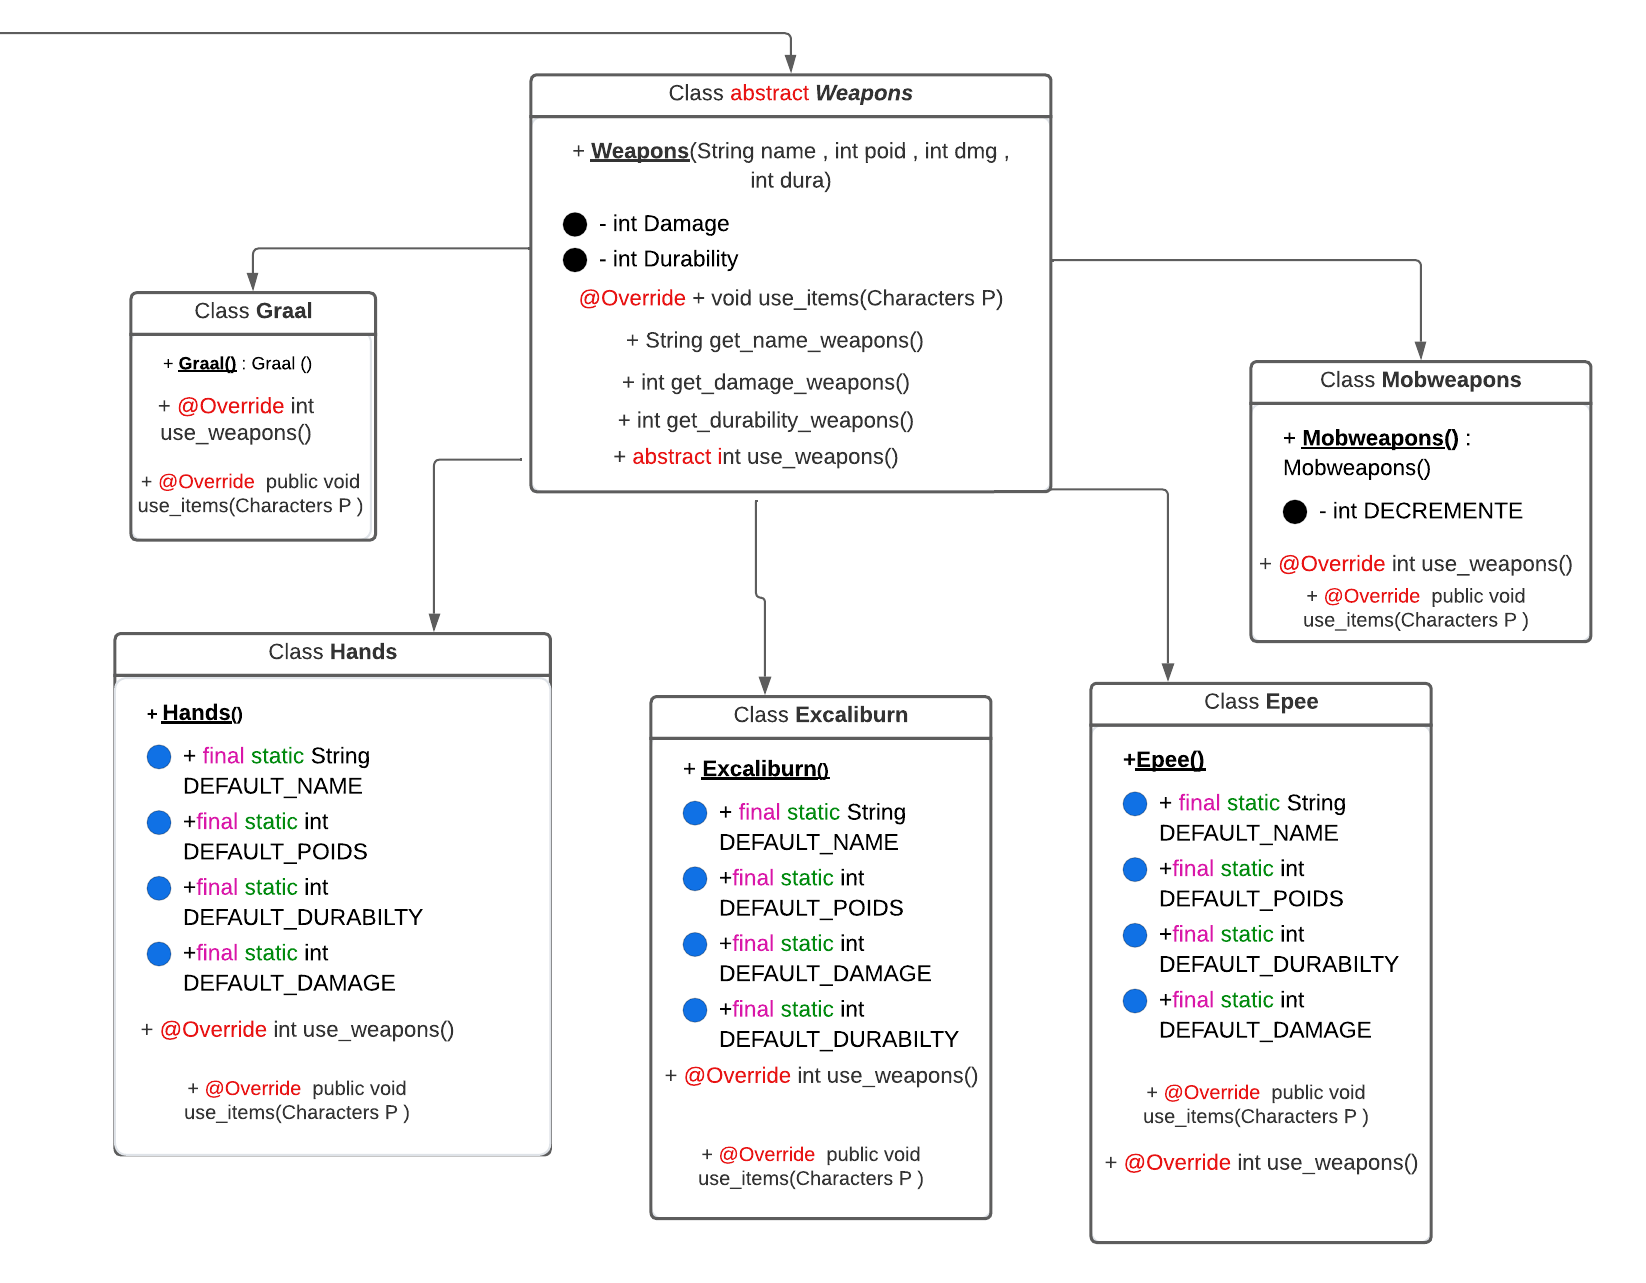 Class abstract Weapons
+ Weapons(String name , int poid , int dmg ,
int dura)
- int Damage
- int Durability
@Override + void use_items(Characters P)
+ String get_name_weapons()
+ int get_damage_weapons()
+ int get_durability_weapons()
+ abstract int use_weapons()
Class Graal
+ Graal() : Graal ()
+ @Override int
use_weapons()
+ @Override public void
use_items(Characters P )
Class Mobweapons
+ Mobweapons() :
Mobweapons()
- int DECREMENTE
+ @Override int use_weapons()
+ @Override public void
use_items(Characters P )
Class Hands
+ Hands()
+ final static String
DEFAULT_NAME
+final static int
DEFAULT_POIDS
+final static int
DEFAULT_DURABILTY
+final static int
DEFAULT_DAMAGE
+ @Override int use_weapons()
+ @Override public void
use_items(Characters P )
Class Excaliburn
+ Excaliburn()
+ final static String
DEFAULT_NAME
+final static int
DEFAULT_POIDS
+final static int
DEFAULT_DAMAGE
+final static int
DEFAULT_DURABILTY
+ @Override int use_weapons()
+ @Override public void
use_items(Characters P )
Class Epee
+Epee()
+ final static String
DEFAULT_NAME
+final static int
DEFAULT_POIDS
+final static int
DEFAULT_DURABILTY
+final static int
DEFAULT_DAMAGE
+ @Override public void
use_items(Characters P )
+ @Override int use_weapons()